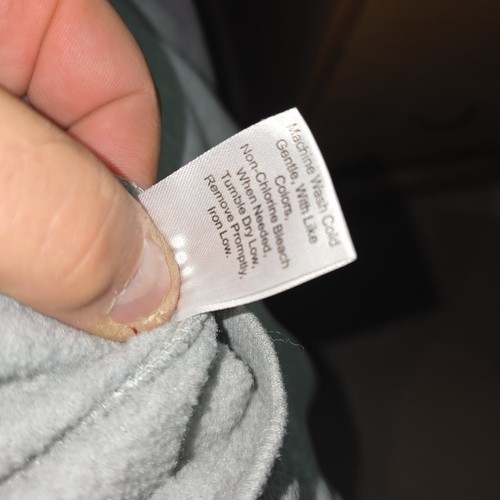 Machine Wash Cold
Gentle, With Like
Colors,
Non-Chlorine Bleach
When Needed,
Tumble Dry Low,
Remove Promptly,
Iron Low.